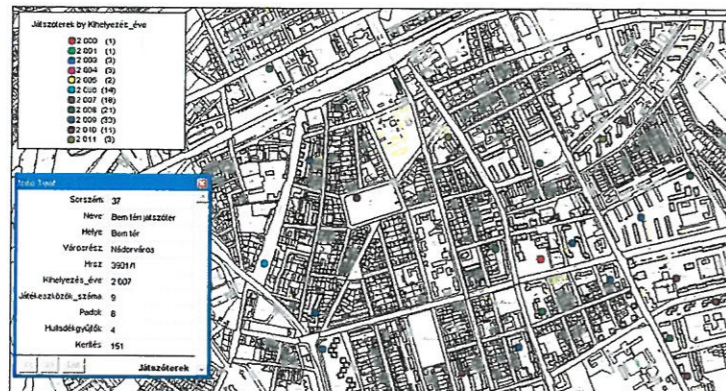 Játszóterek by Kihelyezés_éve
2 000 (1)
2 001 (1)
2 003 (3)
2 004 (3)
2 005 (2)
2 006 (14)
2 007 (16)
2 008 (21)
2 009 (33)
2 010 (11)
2 011 (3)
Info Tool
Sorszám: 37
Neve: Bem téri játszótér
Helye: Bem tér
Városrész: Nádorváros
Hrsz: 3931/1
Kihelyezés_éve: 2 007
Játékeszközök_száma: 9
Padok: 8
Hulladékgyűjtők: 4
Kerítés: 151
Játszóterek